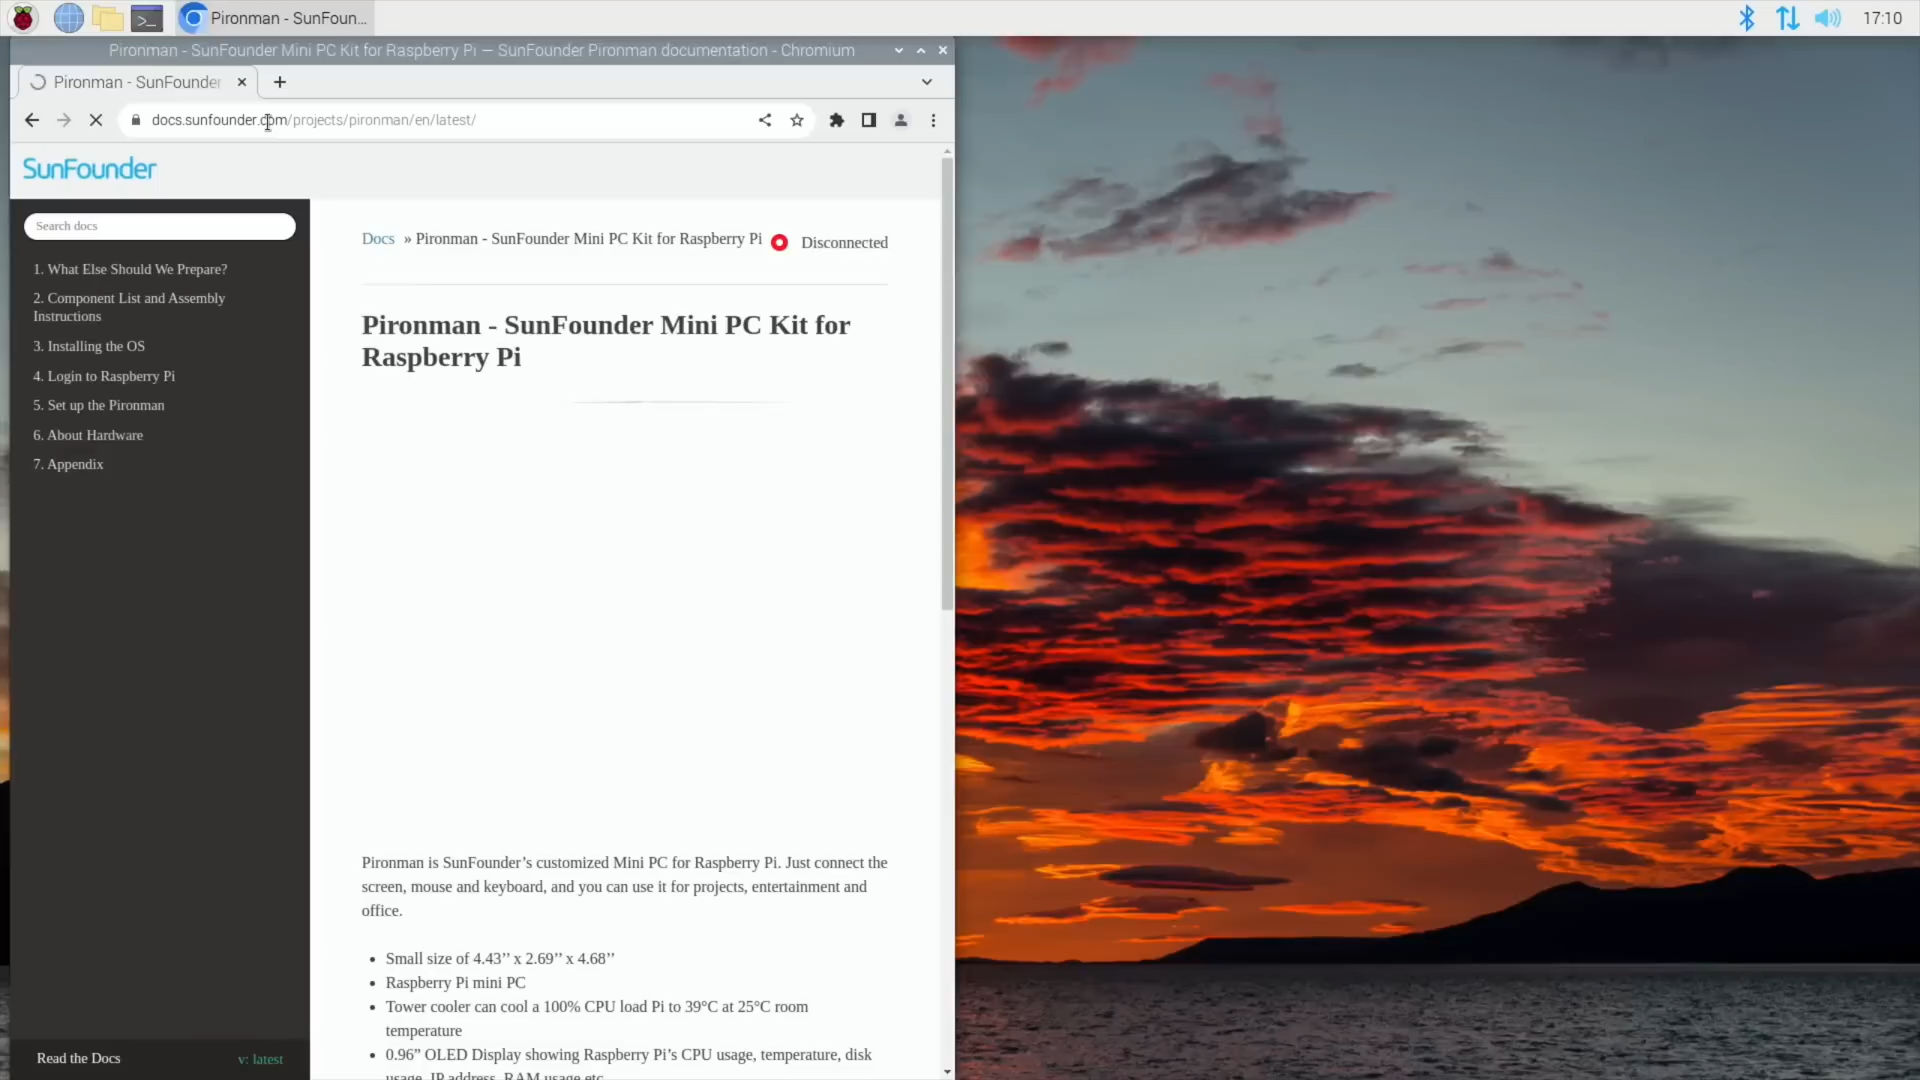 Pironman - SunFoun...
17:10
Pironman - SunFounder Mini PC Kit for Raspberry Pi — SunFounder Pironman documentation - Chromium
Pironman - SunFounder
docs.sunfounder.com/projects/pironman/en/latest/
SunFounder
Search docs
1. What Else Should We Prepare?
2. Component List and Assembly
Instructions
3. Installing the OS
4. Login to Raspberry Pi
5. Set up the Pironman
6. About Hardware
7. Appendix
Read the Docs
v: latest
Docs » Pironman - SunFounder Mini PC Kit for Raspberry Pi
Disconnected
Pironman - SunFounder Mini PC Kit for
Raspberry Pi
Pironman is SunFounder’s customized Mini PC for Raspberry Pi. Just connect the
screen, mouse and keyboard, and you can use it for projects, entertainment and
office.
• Small size of 4.43’’ x 2.69’’ x 4.68’’
• Raspberry Pi mini PC
• Tower cooler can cool a 100% CPU load Pi to 39°C at 25°C room
temperature
• 0.96” OLED Display showing Raspberry Pi’s CPU usage, temperature, disk
usage, IP address, RAM usage etc.